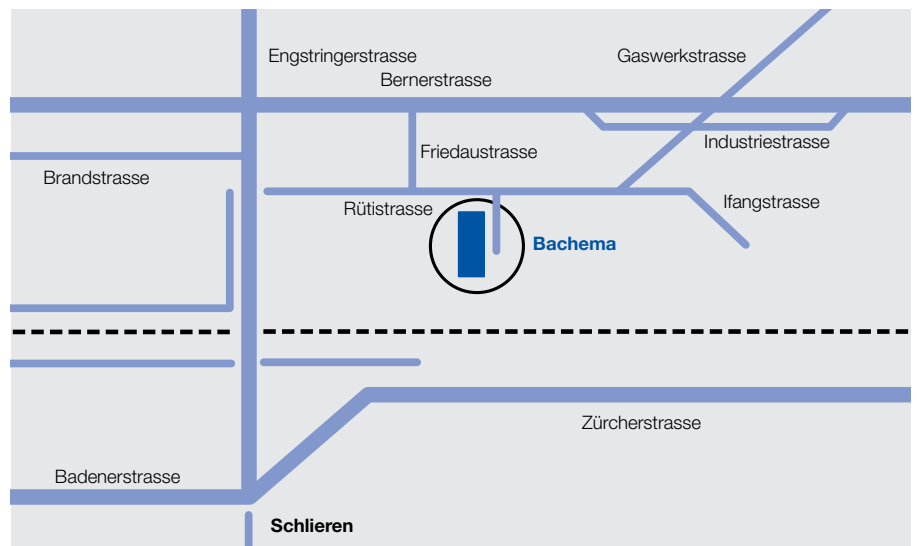 Engstringerstrasse
Gaswerkstrasse
Bernerstrasse
Industriestrasse
Friedaustrasse
Brandstrasse
Rütistrasse
Ifangstrasse
Bachema
Zürcherstrasse
Badenerstrasse
Schlieren